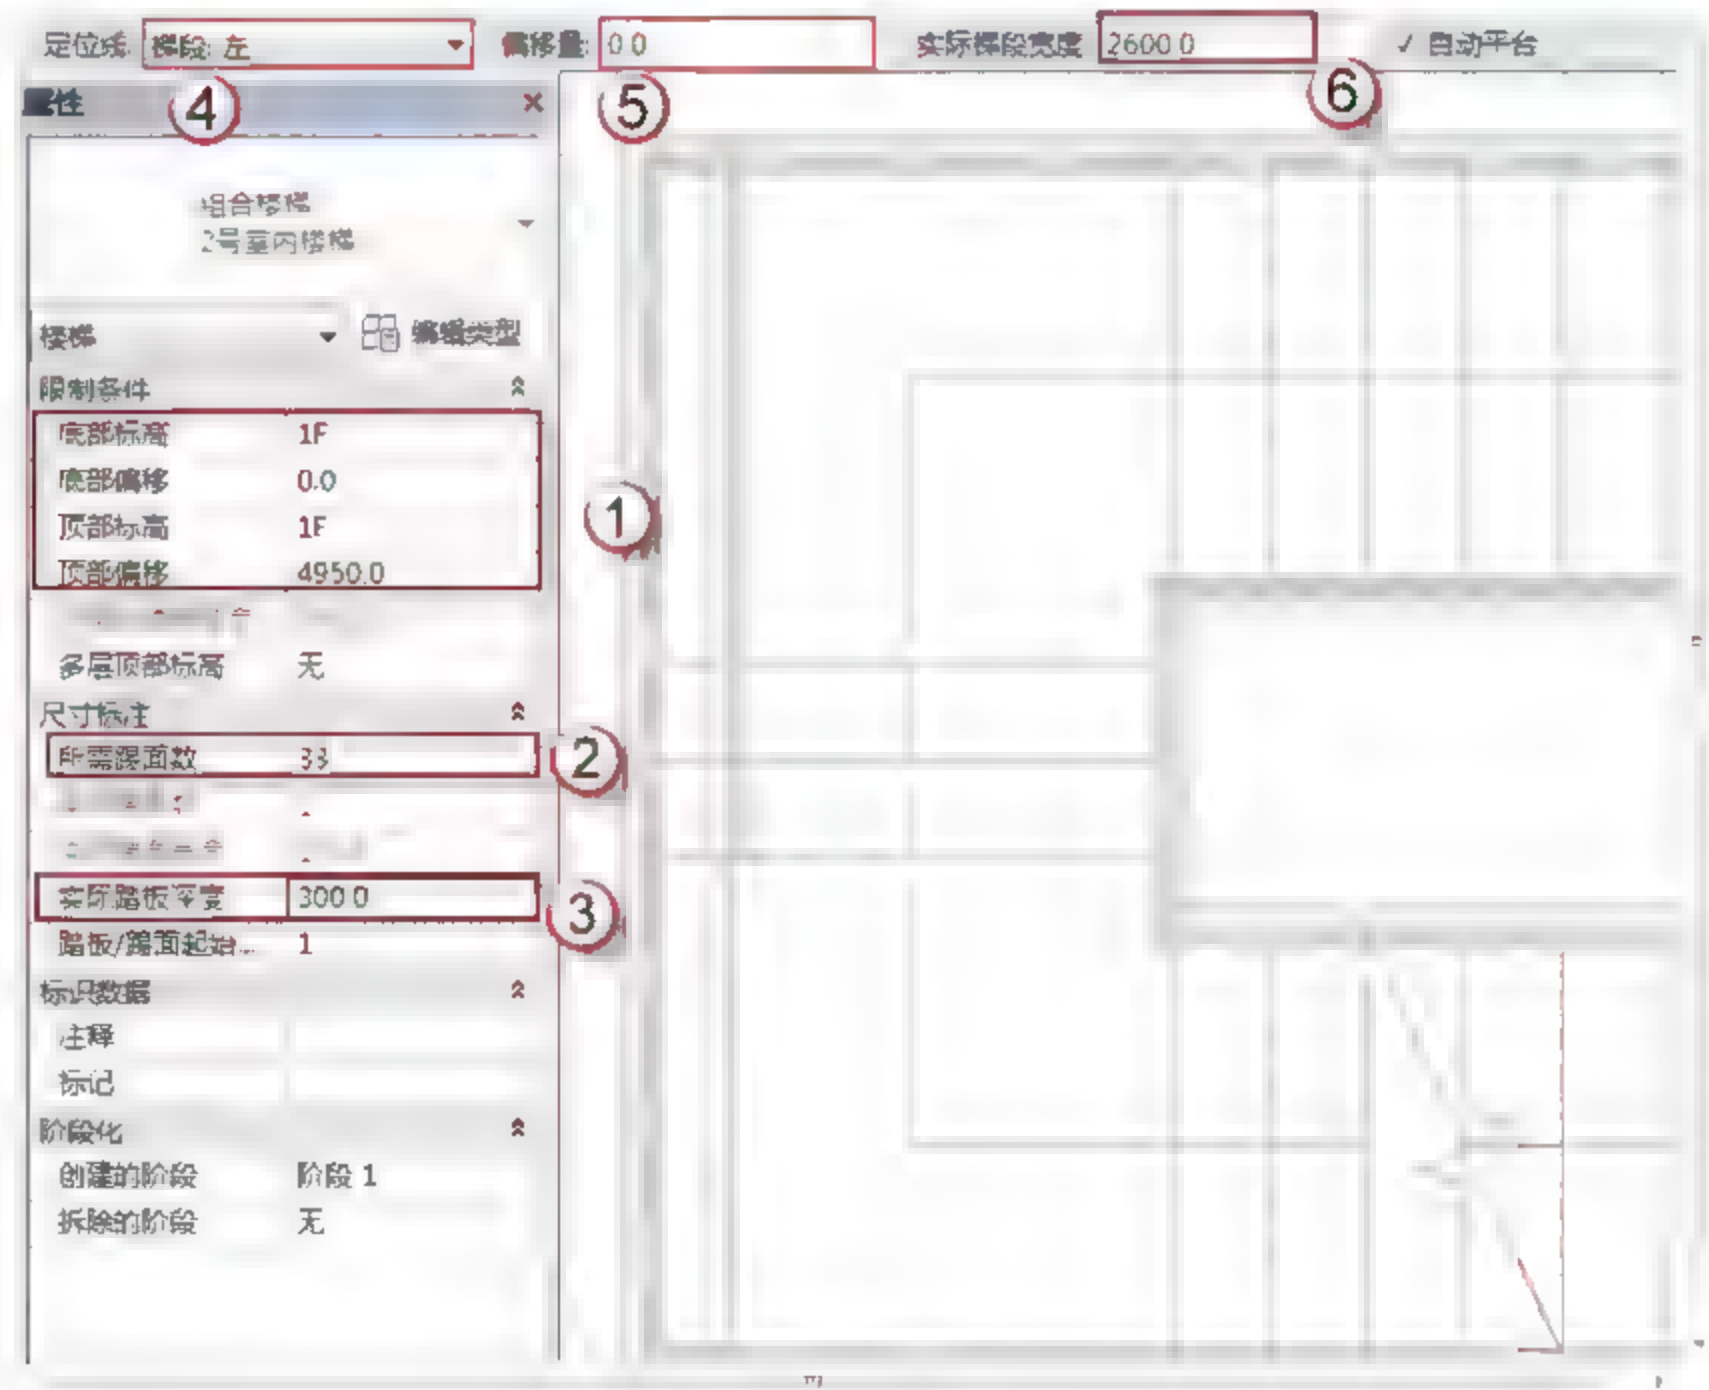 定位线: 梯段: 左 偏移量: 0.0 实际梯段宽度 2600.0 ✓ 自动平台
4 5 6
属性 ×
组合楼梯
2号室内楼梯
楼梯 编辑类型
限制条件
底部标高 1F
底部偏移 0.0
1
顶部标高 1F
顶部偏移 4950.0
多层顶部标高 无
尺寸标注
所需踢面数 33
2
实际踏板深度 300.0
3
踏板/踢面起始... 1
标识数据
注释
标记
阶段化
创建的阶段 阶段 1
拆除的阶段 无